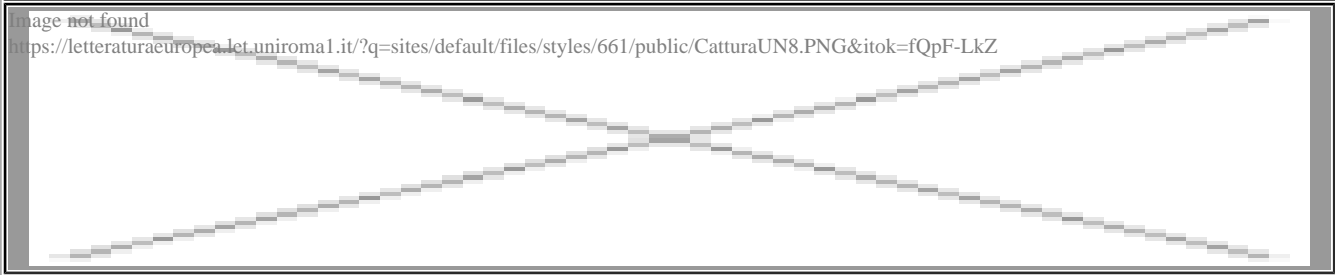 Image not found
https://letteraturaeuropea.let.uniroma1.it/?q=sites/default/files/styles/661/public/CatturaUN8.PNG&itok=fQpF-LkZ